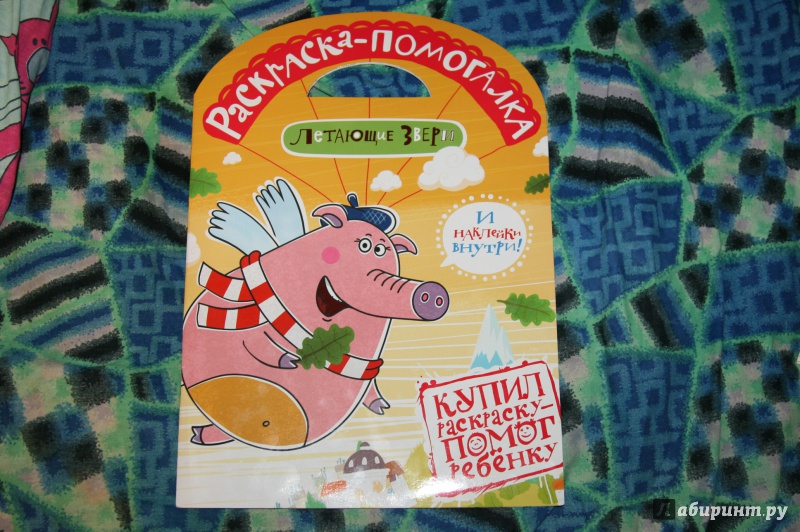 Раскраска-помогалка
Летающие Звери
И
наклейки
внутри!
КУПИЛ
раскраску-
ПОМОГ
ребёнку
Лабиринт.ру